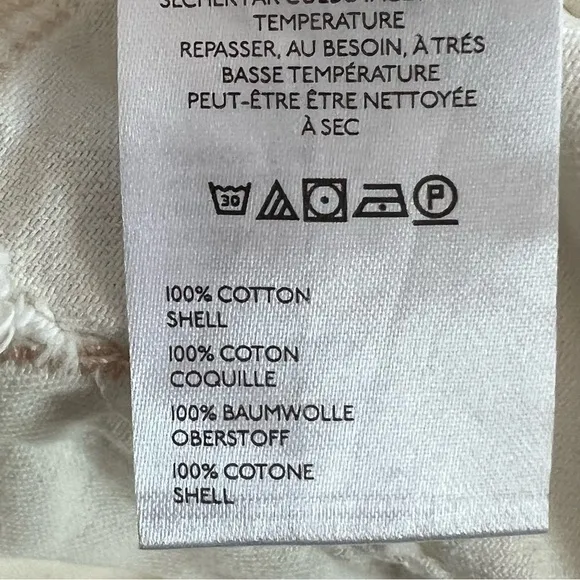 TEMPERATURE
REPASSER, AU BESOIN, À TRÉS
BASSE TEMPÉRATURE
PEUT-ÊTRE ÊTRE NETTOYÉE
À SEC
30 P
100% COTTON
SHELL
100% COTON
COQUILLE
100% BAUMWOLLE
OBERSTOFF
100% COTONE
SHELL